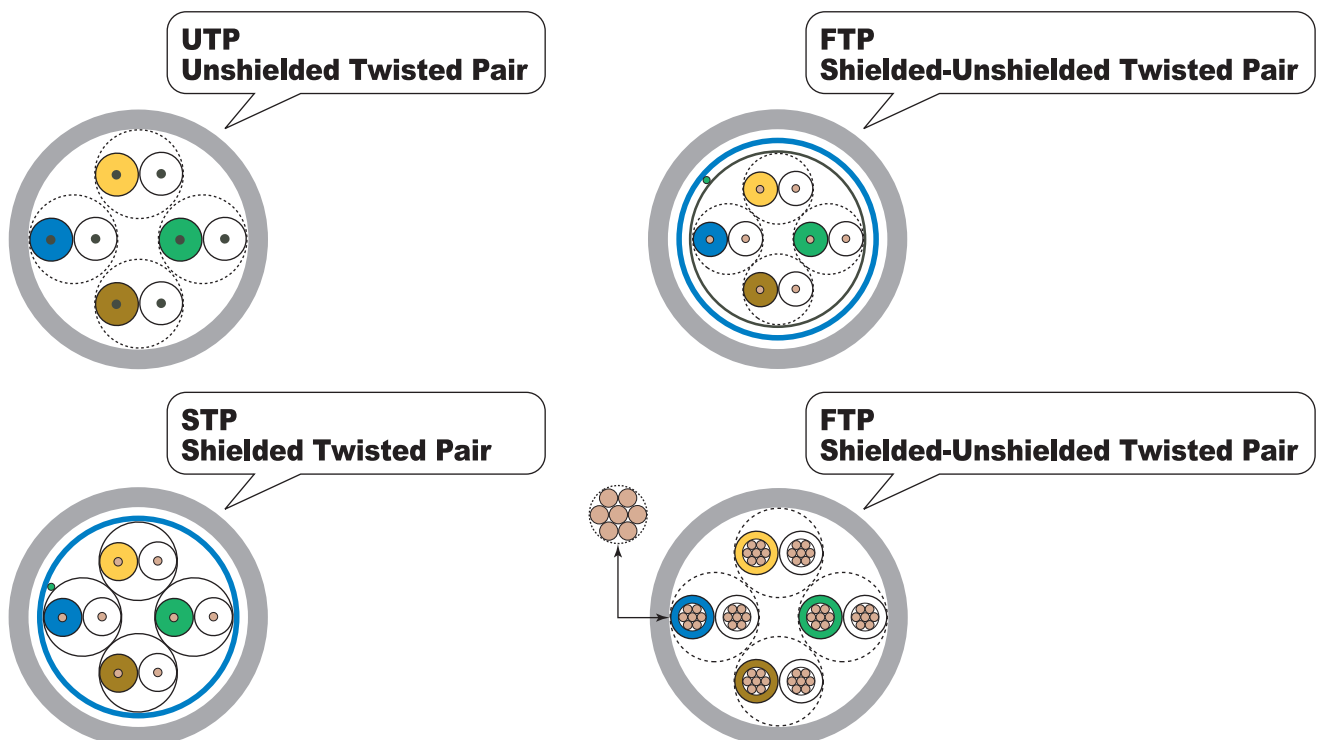 UTP
Unshielded Twisted Pair
FTP
Shielded-Unshielded Twisted Pair
STP
Shielded Twisted Pair
FTP
Shielded-Unshielded Twisted Pair